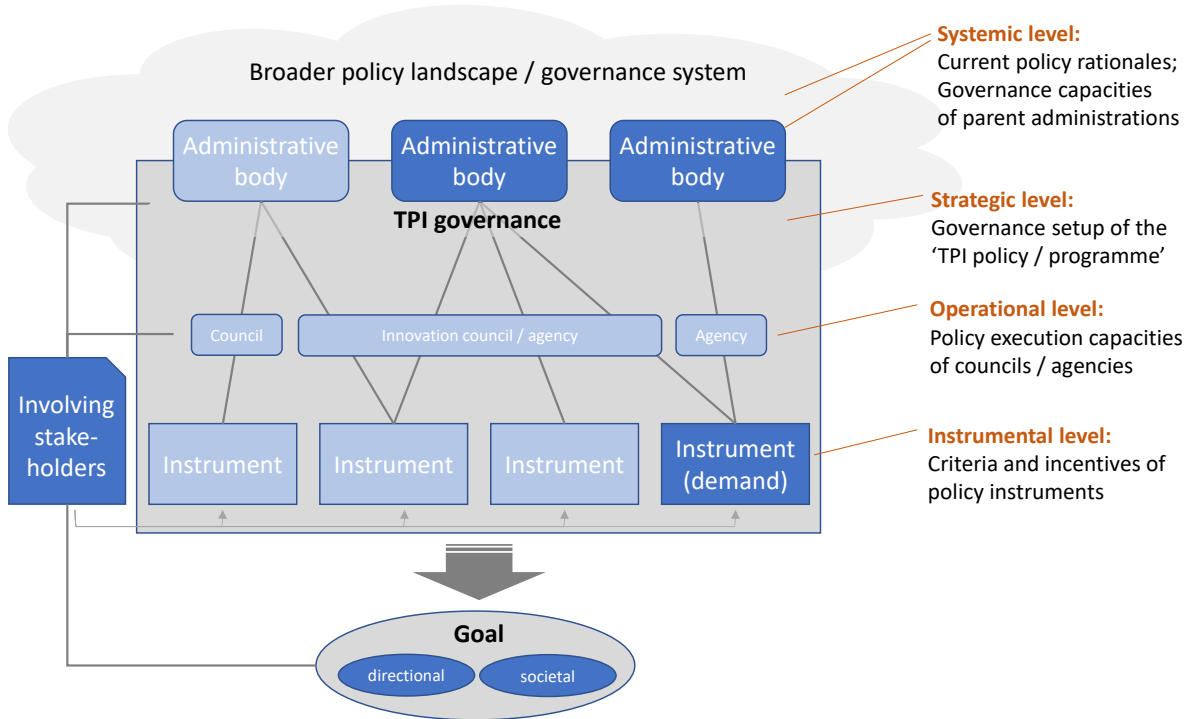 Broader policy landscape / governance system
Administrative
body
Administrative
body
Administrative
body
TPI governance
Council
Innovation council / agency
Agency
Involving
stake-
holders
Instrument
Instrument
Instrument
Instrument
(demand)
Goal
directional
societal
Systemic level:
Current policy rationales;
Governance capacities
of parent administrations
Strategic level:
Governance setup of the
‘TPI policy / programme’
Operational level:
Policy execution capacities
of councils / agencies
Instrumental level:
Criteria and incentives of
policy instruments